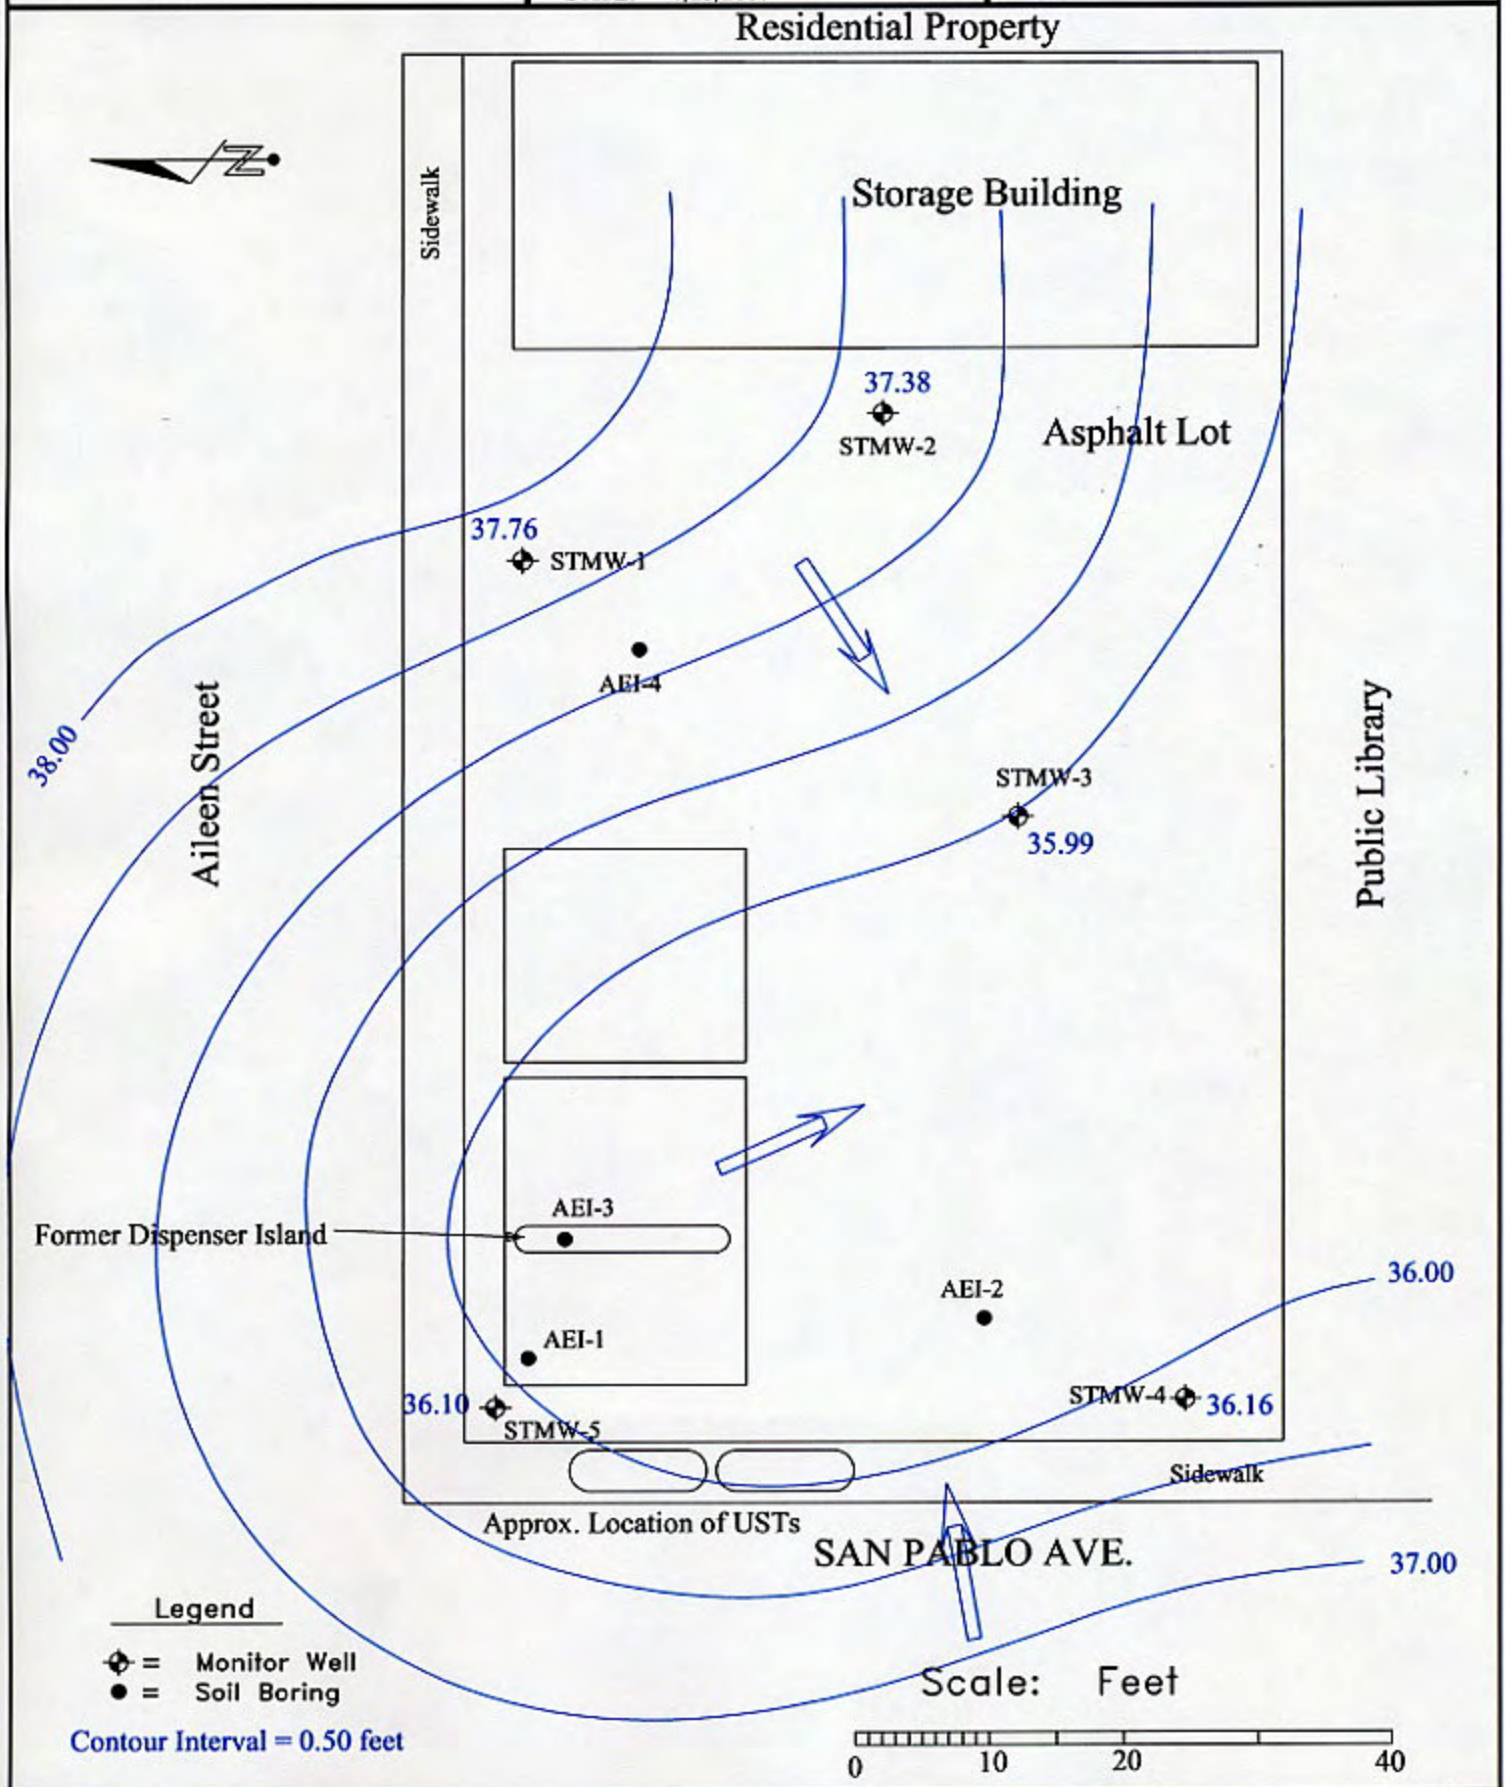 Residential Property
N
Sidewalk
Storage Building
37.38
STMW-2
Asphalt Lot
37.76
STMW-1
AEI-4
38.00
Aileen Street
Public Library
STMW-3
35.99
AEI-3
Former Dispenser Island
36.00
AEI-2
AEI-1
36.10
STMW-5
STMW-4
36.16
Sidewalk
Approx. Location of USTs
SAN PABLO AVE.
37.00
Legend
= Monitor Well
= Soil Boring
Contour Interval = 0.50 feet
Scale: Feet
0 10 20 40